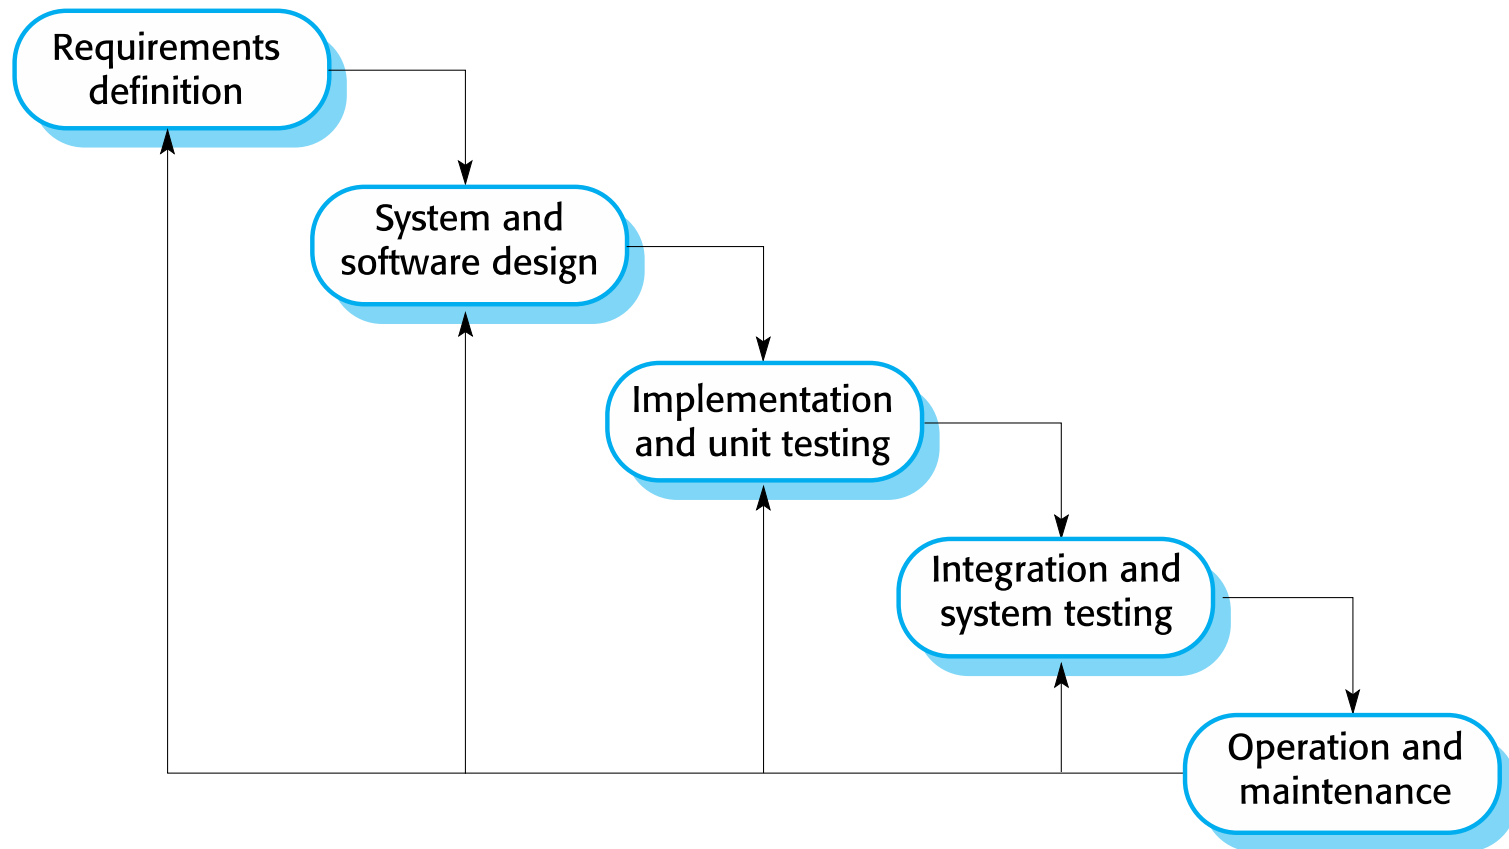 Requirements
definition
System and
software design
Implementation
and unit testing
Integration and
system testing
Operation and
maintenance